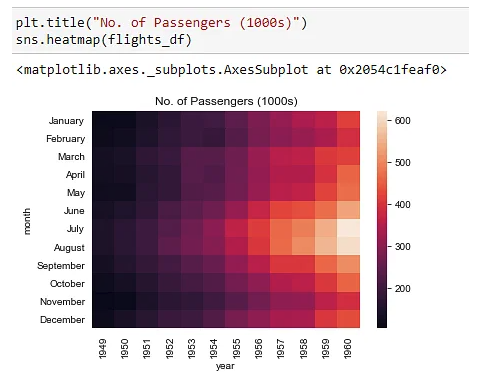 plt.title("No. of Passengers (1000s)")
sns.heatmap(flights_df)
<matplotlib.axes._subplots.AxesSubplot at 0x2054c1feaf0>
No. of Passengers (1000s)
January
February
March
April
May
June
July
August
September
October
November
December
month
1949 1950 1951 1952 1953 1954 1955 1956 1957 1958 1959 1960
year
600
500
400
300
200